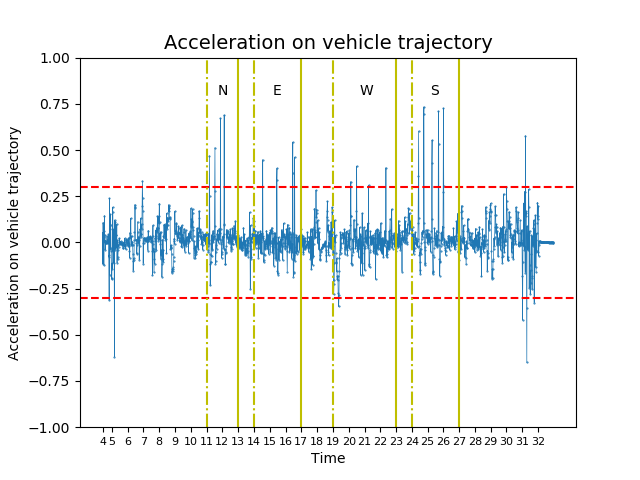 Acceleration on vehicle trajectory
N E W S
1.00
0.75
0.50
0.25
0.00
−0.25
−0.50
−0.75
−1.00
Acceleration on vehicle trajectory
4 5 6 7 8 9 10 11 12 13 14 15 16 17 18 19 20 21 22 23 23 24 25 26 27 28 29 30 31 32
Time